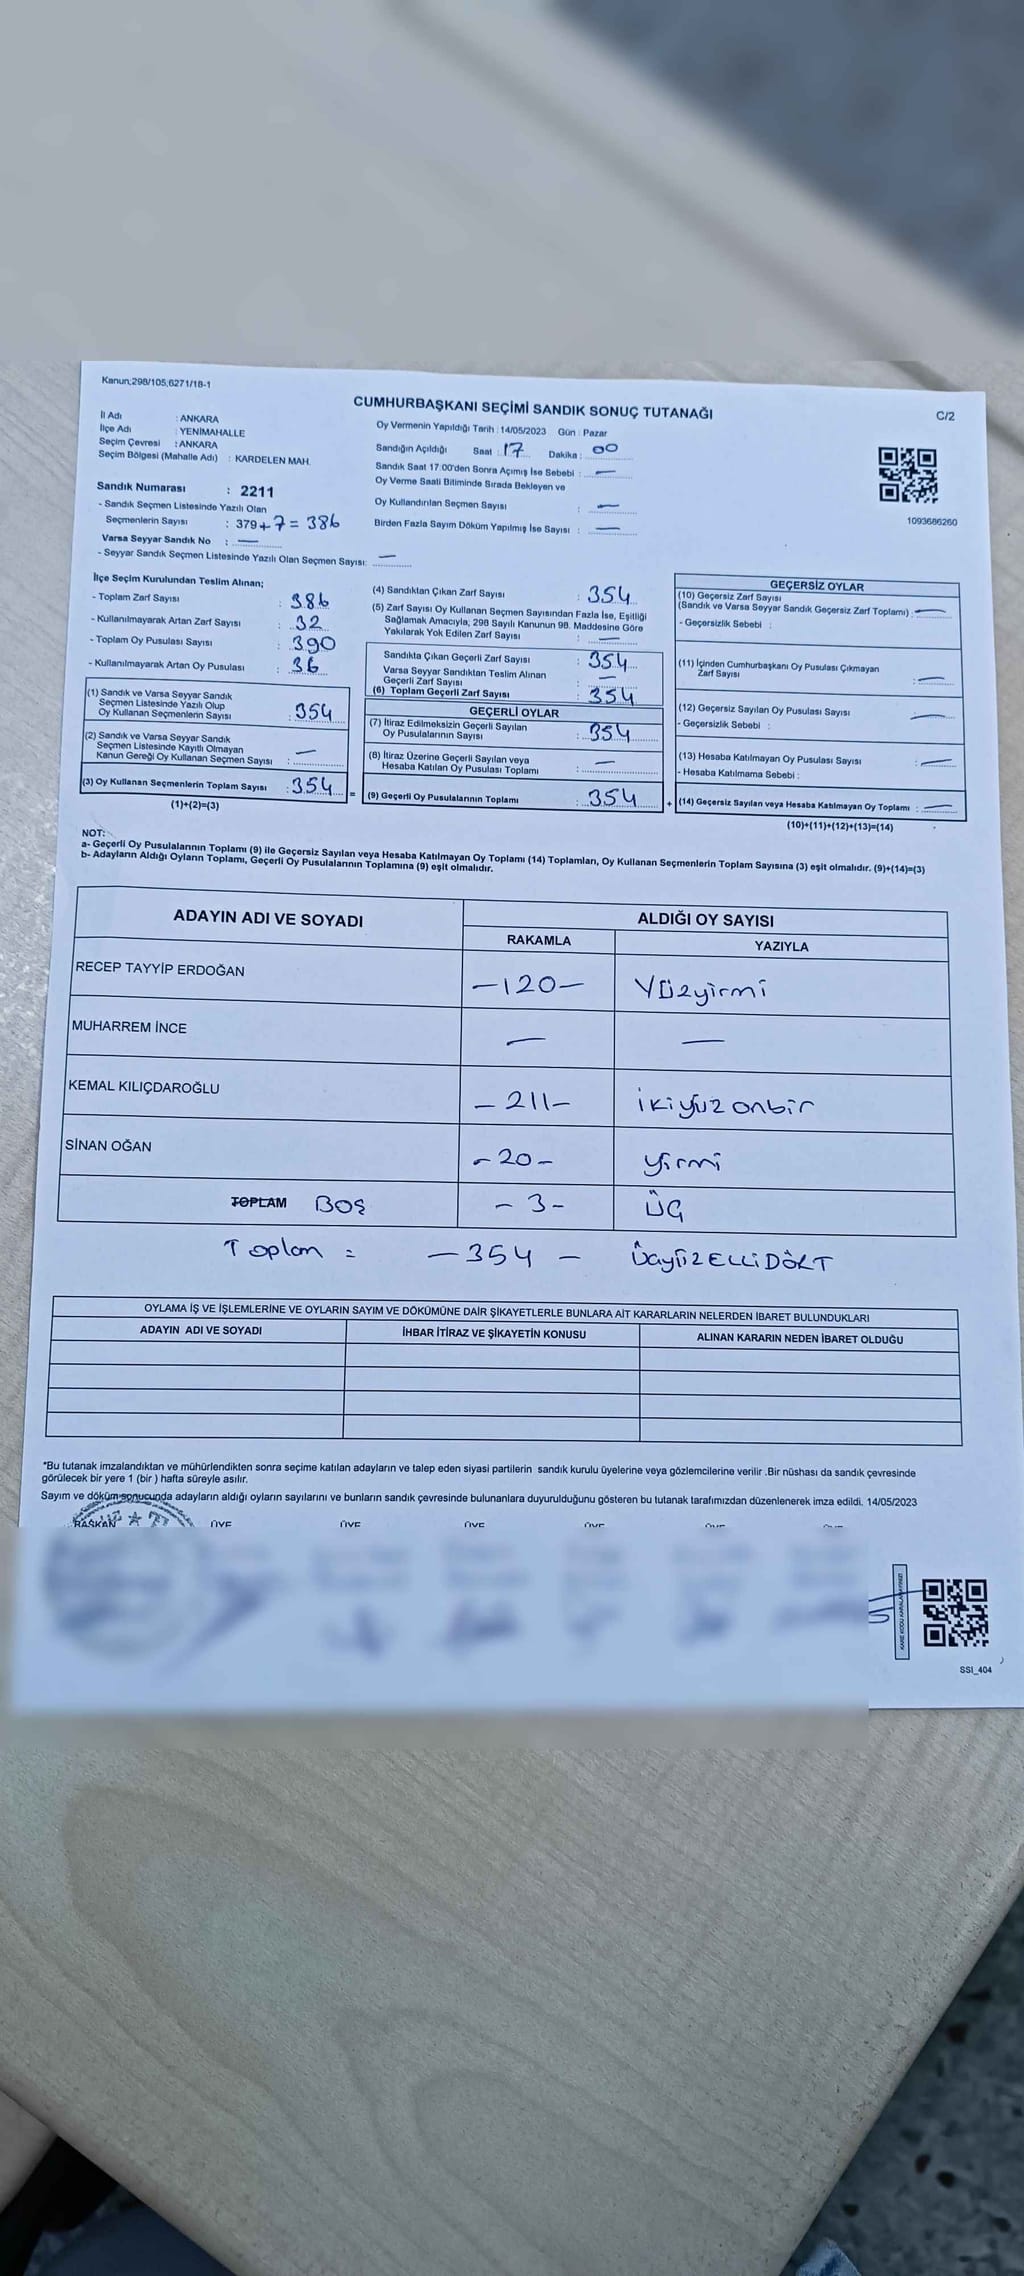 Kanun;298/105,6271/18-1
CUMHURBAŞKANI SEÇİMİ SANDIK SONUÇ TUTANAĞI
C/2
İl Adı : ANKARA
İlçe Adı : YENİMAHALLE
Seçim Çevresi : ANKARA
Seçim Bölgesi (Mahalle Adı) : KARDELEN MAH.
Oy Vermenin Yapıldığı Tarih : 14/05/2023 Gün : Pazar
Sandığın Açıldığı Saat : 17 Dakika : 00
Sandık Saat 17:00'den Sonra Açımış İse Sebebi : —
Oy Verme Saati Bitiminde Sırada Bekleyen ve
Oy Kullandırılan Seçmen Sayısı : —
Birden Fazla Sayım Döküm Yapılmış İse Sayısı : —
1093686260
Sandık Numarası : 2211
- Sandık Seçmen Listesinde Yazılı Olan
Seçmenlerin Sayısı : 379+7=386
Varsa Seyyar Sandık No : —
- Seyyar Sandık Seçmen Listesinde Yazılı Olan Seçmen Sayısı: —
İlçe Seçim Kurulundan Teslim Alınan;
- Toplam Zarf Sayısı : 386
- Kullanılmayarak Artan Zarf Sayısı : 32
- Toplam Oy Pusulası Sayısı : 390
- Kullanılmayarak Artan Oy Pusulası : 36
(1) Sandık ve Varsa Seyyar Sandık
Seçmen Listesinde Yazılı Olup
Oy Kullanan Seçmenlerin Sayısı : 354
(2) Sandık ve Varsa Seyyar Sandık
Seçmen Listesinde Kayıtlı Olmayan
Kanun Gereği Oy Kullanan Seçmen Sayısı : —
(3) Oy Kullanan Seçmenlerin Toplam Sayısı : 354 =
(1)+(2)=(3)
(4) Sandıktan Çıkan Zarf Sayısı : 354
(5) Zarf Sayısı Oy Kullanan Seçmen Sayısından Fazla İse, Eşitliği
Sağlamak Amacıyla; 298 Sayılı Kanunun 98. Maddesine Göre
Yakılarak Yok Edilen Zarf Sayısı : —
Sandıkta Çıkan Geçerli Zarf Sayısı : 354
Varsa Seyyar Sandıktan Teslim Alınan
Geçerli Zarf Sayısı : —
(6) Toplam Geçerli Zarf Sayısı : 354
GEÇERLİ OYLAR
(7) İtiraz Edilmeksizin Geçerli Sayılan
Oy Pusulalarının Sayısı : 354
(8) İtiraz Üzerine Geçerli Sayılan veya
Hesaba Katılan Oy Pusulası Toplamı : —
(9) Geçerli Oy Pusulalarının Toplamı : 354 +
GEÇERSİZ OYLAR
(10) Geçersiz Zarf Sayısı
(Sandık ve Varsa Seyyar Sandık Geçersiz Zarf Toplamı) : —
- Geçersizlik Sebebi :
(11) İçinden Cumhurbaşkanı Oy Pusulası Çıkmayan
Zarf Sayısı : —
(12) Geçersiz Sayılan Oy Pusulası Sayısı : —
- Geçersizlik Sebebi :
(13) Hesaba Katılmayan Oy Pusulası Sayısı : —
- Hesaba Katılmama Sebebi :
(14) Geçersiz Sayılan veya Hesaba Katılmayan Oy Toplamı : —
(10)+(11)+(12)+(13)=(14)
NOT:
a- Geçerli Oy Pusulalarının Toplamı (9) ile Geçersiz Sayılan veya Hesaba Katılmayan Oy Toplamı (14) Toplamları, Oy Kullanan Seçmenlerin Toplam Sayısına (3) eşit olmalıdır. (9)+(14)=(3)
b- Adayların Aldığı Oyların Toplamı, Geçerli Oy Pusulalarının Toplamına (9) eşit olmalıdır.
ADAYIN ADI VE SOYADI ALDIĞI OY SAYISI
RAKAMLA YAZIYLA
RECEP TAYYİP ERDOĞAN —120— Yüzyirmi
MUHARREM İNCE — —
KEMAL KILIÇDAROĞLU —211— ikiyüz onbir
SİNAN OĞAN —20— yirmi
TOPLAM BOŞ —3— ÜÇ
Toplam = —354— ÜçyüzELLİDÖRT
OYLAMA İŞ VE İŞLEMLERİNE VE OYLARIN SAYIM VE DÖKÜMÜNE DAİR ŞİKAYETLERLE BUNLARA AİT KARARLARIN NELERDEN İBARET BULUNDUKLARI
ADAYIN ADI VE SOYADI İHBAR İTİRAZ VE ŞİKAYETİN KONUSU ALINAN KARARIN NEDEN İBARET OLDUĞU
*Bu tutanak imzalandıktan ve mühürlendikten sonra seçime katılan adayların ve talep eden siyasi partilerin sandık kurulu üyelerine veya gözlemcilerine verilir .Bir nüshası da sandık çevresinde
görülecek bir yere 1 (bir ) hafta süreyle asılır.
Sayım ve döküm sonucunda adayların aldığı oyların sayılarını ve bunların sandık çevresinde bulunanlara duyurulduğunu gösteren bu tutanak tarafımızdan düzenlenerek imza edildi. 14/05/2023
BAŞKAN ÜYE ÜYE ÜYE ÜYE
SSI_404